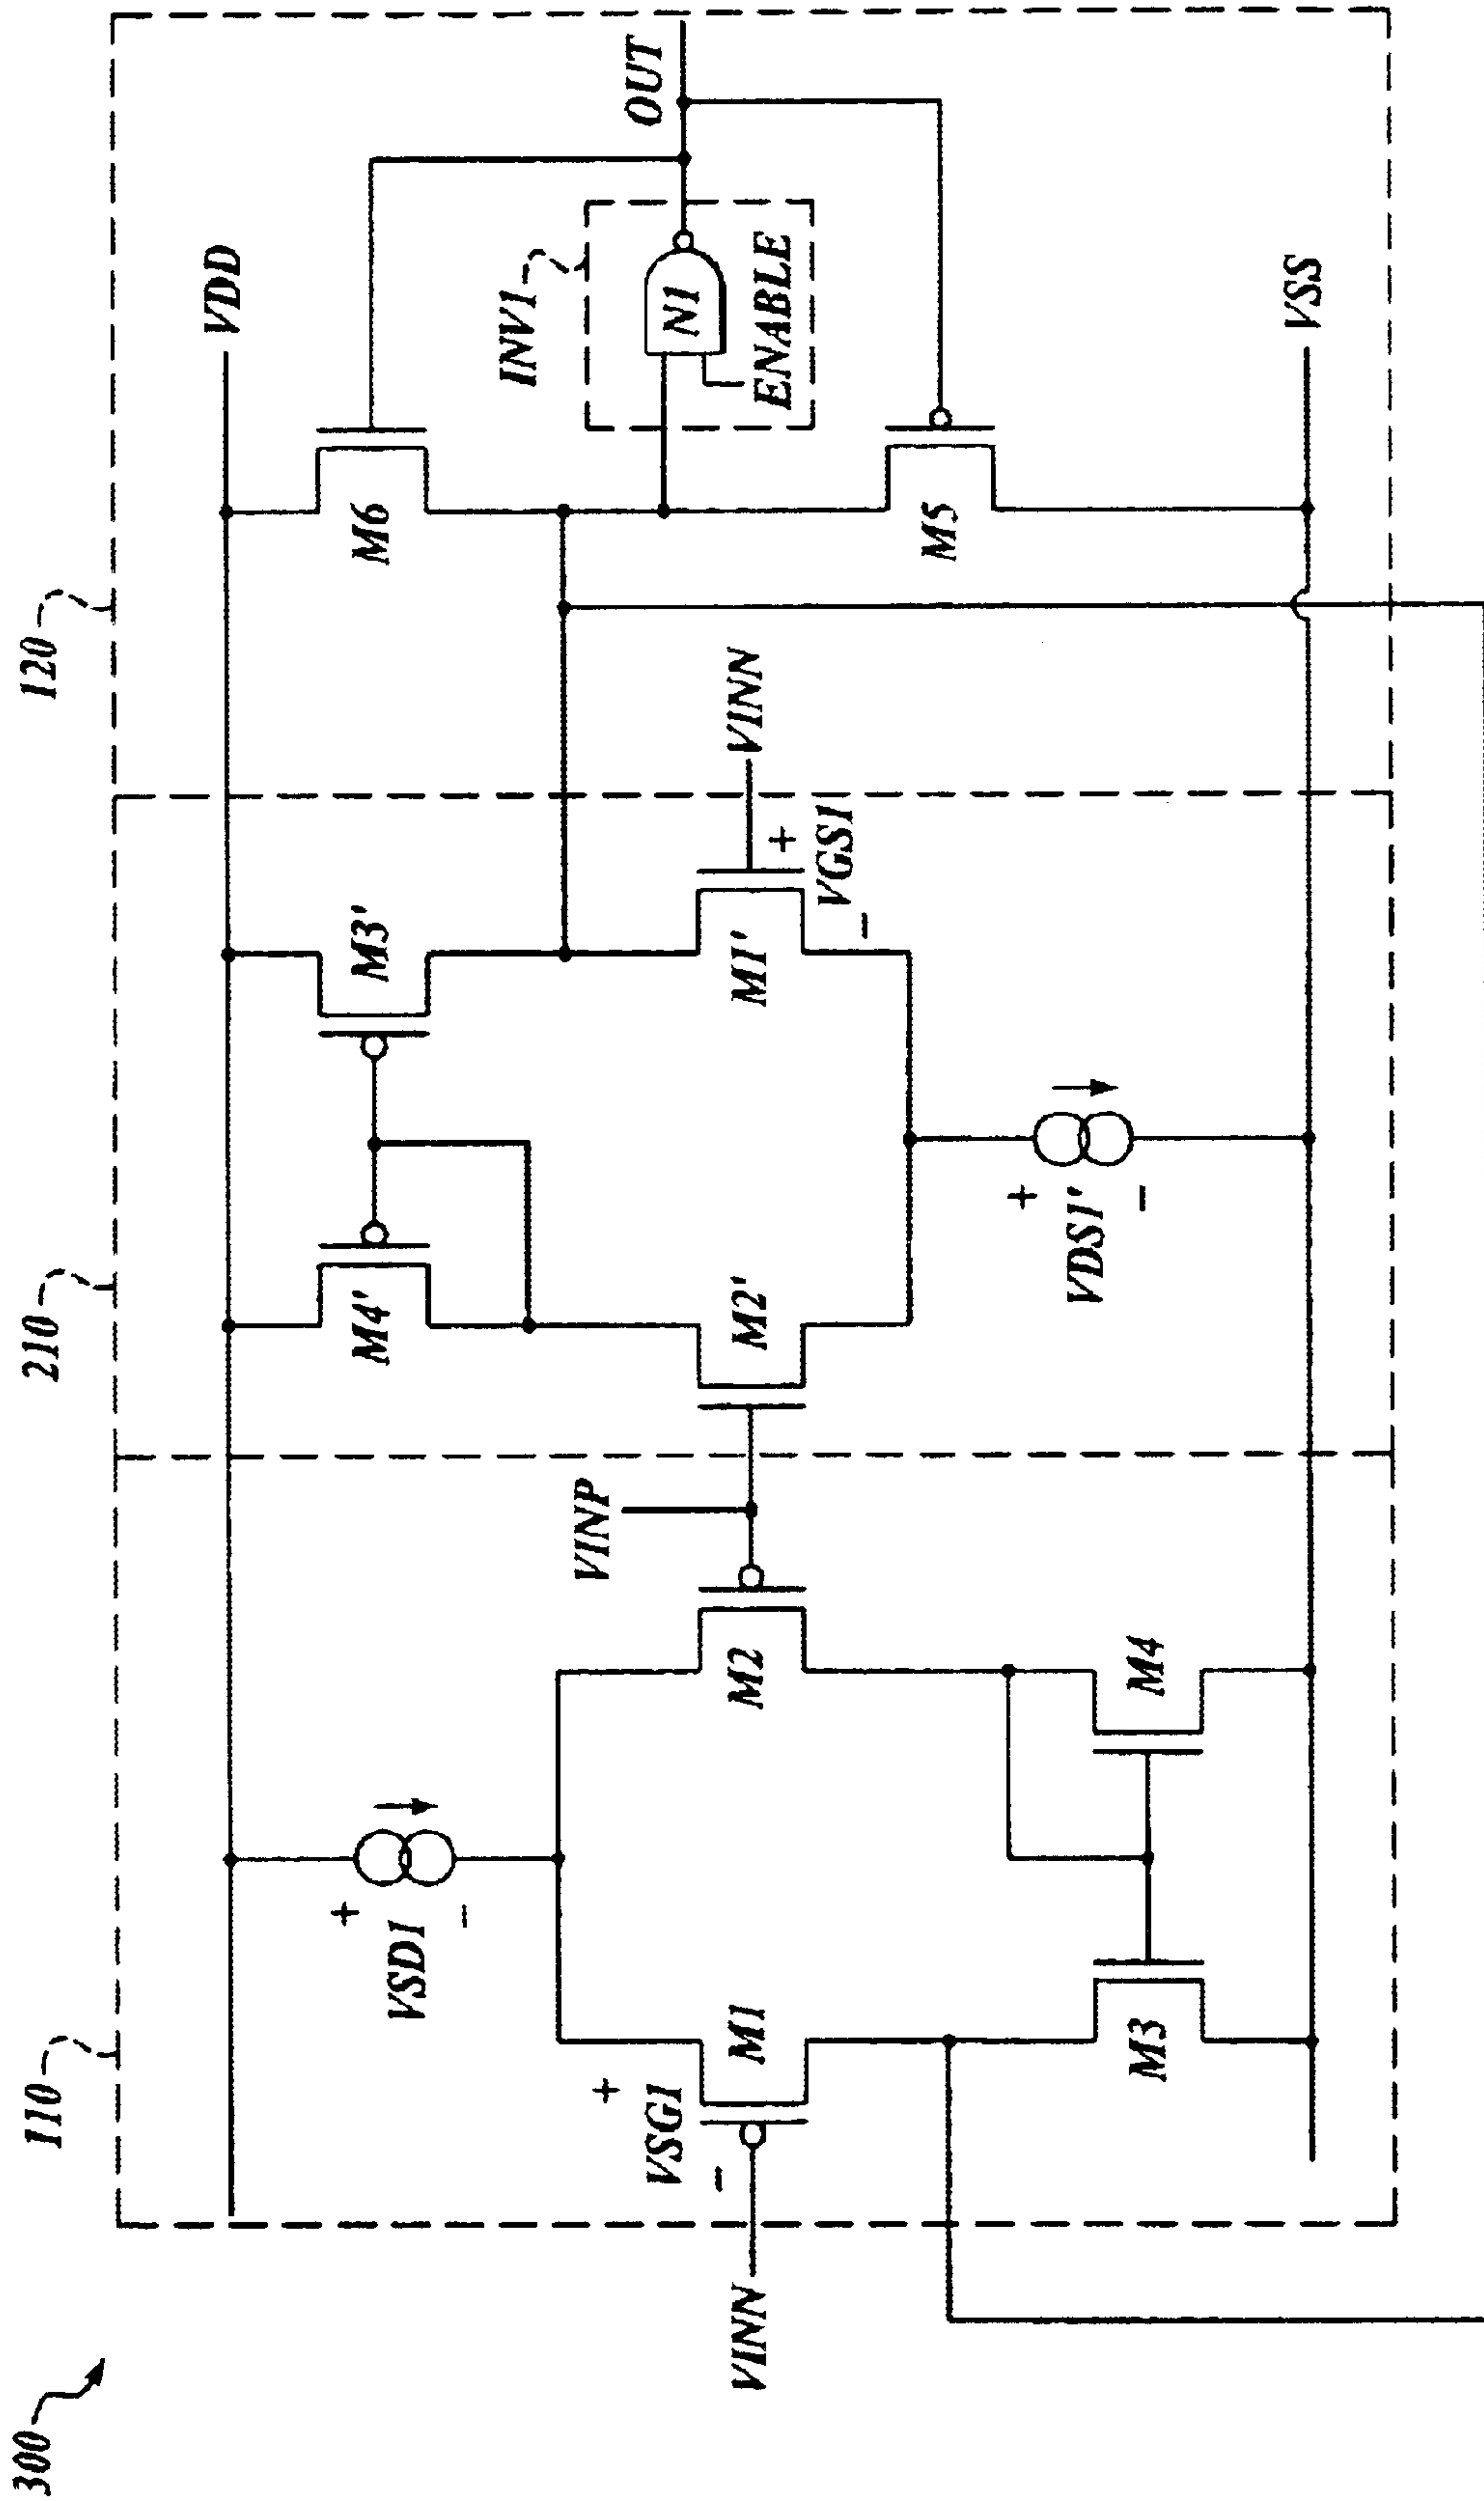 300
110
210
120
VDD
VSD1
M4'
M3'
M6
INV1
OUT
N1
ENABLE
VINP
VSG1
VINN
M1
M2
M2'
M1'
VINN
VGS1
M5
M3
M4
VDS1'
VSS
+
−
+
−
+
−
+
−